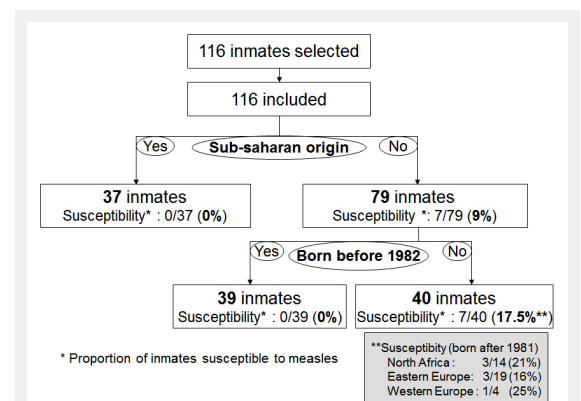 116 inmates selected
116 included
Yes
Sub-saharan origin
No
37 inmates
Susceptibility* : 0/37 (0%)
79 inmates
Susceptibility *: 7/79 (9%)
Yes
Born before 1982
No
39 inmates
Susceptibility* : 0/39 (0%)
40 inmates
Susceptibility* : 7/40 (17.5%**)
* Proportion of inmates susceptible to measles
**Susceptibity (born after 1981)
North Africa : 3/14 (21%)
Eastern Europe: 3/19 (16%)
Western Europe : 1/4 (25%)